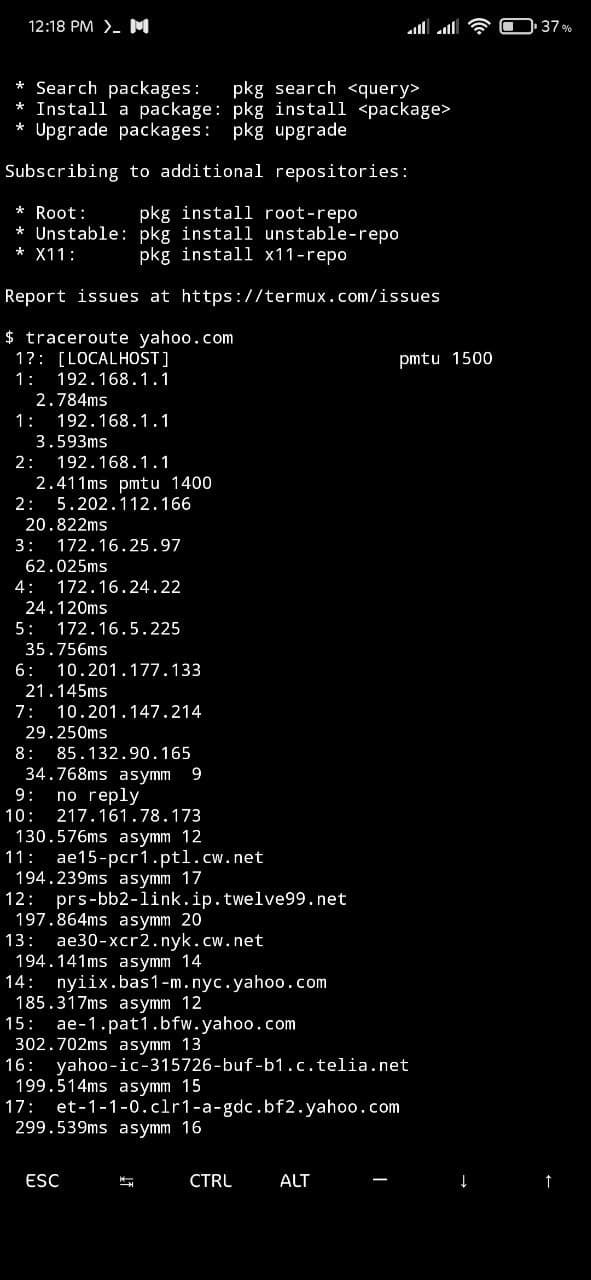 12:18 PM >_ 37%
* Search packages:   pkg search <query>
* Install a package: pkg install <package>
* Upgrade packages:  pkg upgrade
Subscribing to additional repositories:
* Root:     pkg install root-repo
* Unstable: pkg install unstable-repo
* X11:      pkg install x11-repo
Report issues at https://termux.com/issues
$ traceroute yahoo.com
1?: [LOCALHOST]                      pmtu 1500
1:  192.168.1.1
2.784ms
1:  192.168.1.1
3.593ms
2:  192.168.1.1
2.411ms pmtu 1400
2:  5.202.112.166
20.822ms
3:  172.16.25.97
62.025ms
4:  172.16.24.22
24.120ms
5:  172.16.5.225
35.756ms
6:  10.201.177.133
21.145ms
7:  10.201.147.214
29.250ms
8:  85.132.90.165
34.768ms asymm  9
9:  no reply
10:  217.161.78.173
130.576ms asymm 12
11:  ae15-pcr1.ptl.cw.net
194.239ms asymm 17
12:  prs-bb2-link.ip.twelve99.net
197.864ms asymm 20
13:  ae30-xcr2.nyk.cw.net
194.141ms asymm 14
14:  nyiix.bas1-m.nyc.yahoo.com
185.317ms asymm 12
15:  ae-1.pat1.bfw.yahoo.com
302.702ms asymm 13
16:  yahoo-ic-315726-buf-b1.c.telia.net
199.514ms asymm 15
17:  et-1-1-0.clr1-a-gdc.bf2.yahoo.com
299.539ms asymm 16
ESC ↹ CTRL ALT ― ↓ ↑